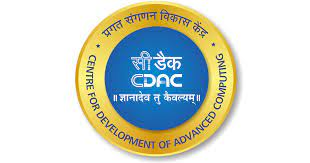 प्रगत संगणन विकास केंद्र
सी डैक
CDAC
॥ ज्ञानादेव तु कैवल्यम् ॥
CENTRE FOR DEVELOPMENT OF ADVANCED COMPUTING